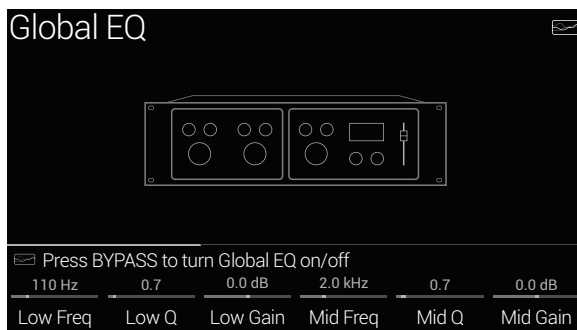 Global EQ
Press BYPASS to turn Global EQ on/off
110 Hz 0.7 0.0 dB 2.0 kHz 0.7 0.0 dB
Low Freq Low Q Low Gain Mid Freq Mid Q Mid Gain